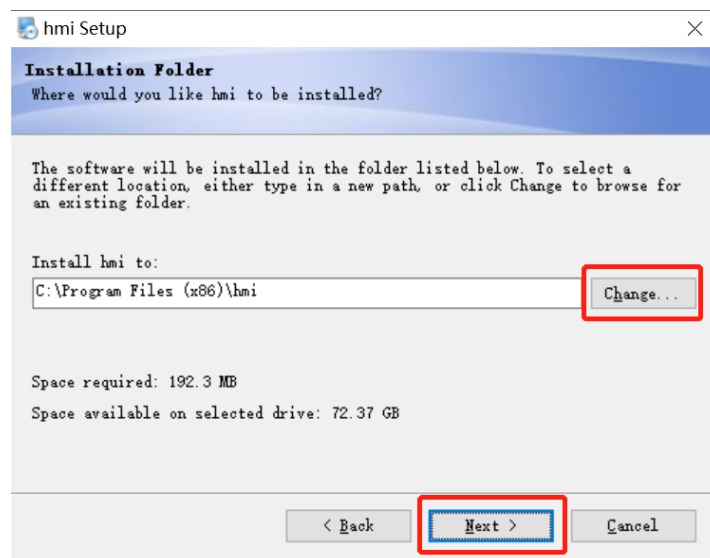 hmi Setup
Installation Folder
Where would you like hmi to be installed?
The software will be installed in the folder listed below. To select a
different location, either type in a new path, or click Change to browse for
an existing folder.
Install hmi to:
C:\Program Files (x86)\hmi
Change...
Space required: 192.3 MB
Space available on selected drive: 72.37 GB
< Back
Next >
Cancel